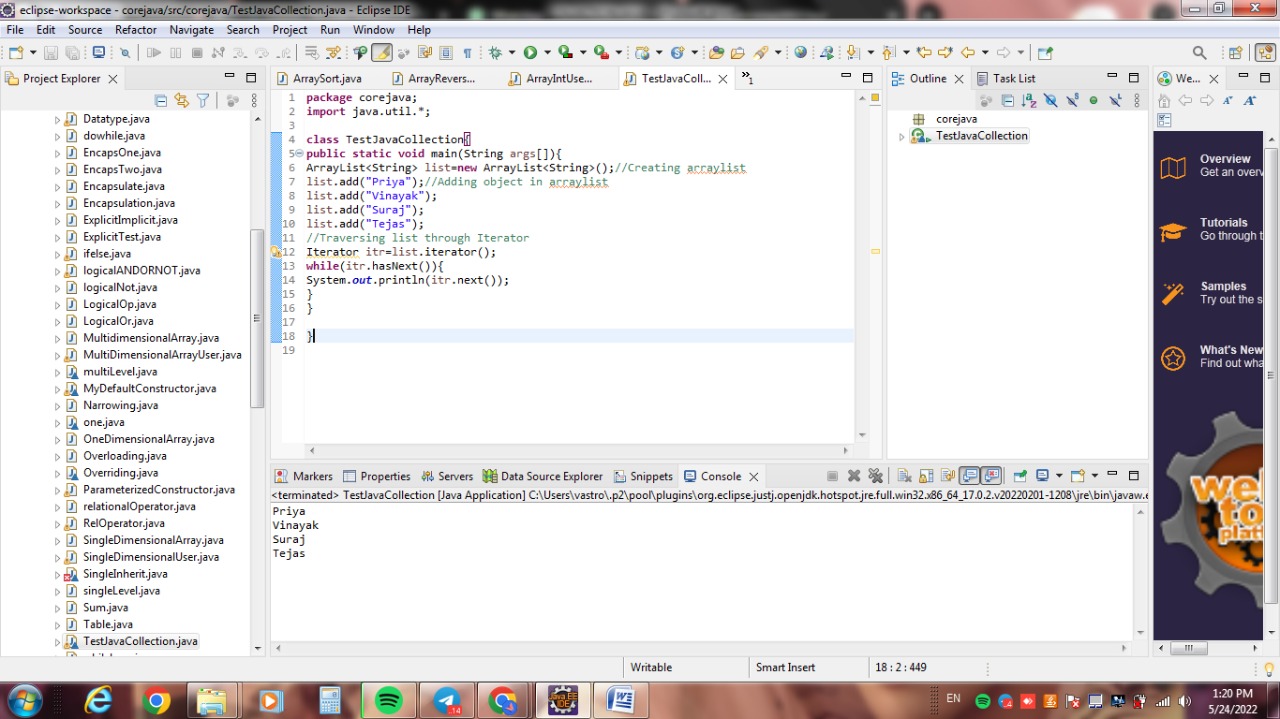 eclipse-workspace - corejava/src/corejava/TestJavaCollection.java - Eclipse IDE
File Edit Source Refactor Navigate Search Project Run Window Help
Project Explorer
Datatype.java
dowhile.java
EncapsOne.java
EncapsTwo.java
Encapsulate.java
Encapsulation.java
ExplicitImplicit.java
ExplicitTest.java
ifelse.java
logicalANDORNOT.java
logicalNot.java
LogicalOp.java
LogicalOr.java
MultidimensionalArray.java
MultiDimensionalArrayUser.java
multiLevel.java
MyDefaultConstructor.java
Narrowing.java
one.java
OneDimensionalArray.java
Overloading.java
Overriding.java
ParameterizedConstructor.java
relationalOperator.java
RelOperator.java
SingleDimensionalArray.java
SingleDimensionalUser.java
SingleInherit.java
singleLevel.java
Sum.java
Table.java
TestJavaCollection.java
ArraySort.java ArrayRevers... ArrayIntUse... TestJavaColl... »1
1 package corejava;
2 import java.util.*;
3
4 class TestJavaCollection{
5 public static void main(String args[]){
6 ArrayList<String> list=new ArrayList<String>();//Creating arraylist
7 list.add("Priya");//Adding object in arraylist
8 list.add("Vinayak");
9 list.add("Suraj");
10 list.add("Tejas");
11 //Traversing list through Iterator
12 Iterator itr=list.iterator();
13 while(itr.hasNext()){
14 System.out.println(itr.next());
15 }
16 }
17
18 }
19
Outline Task List
corejava
TestJavaCollection
We...
Overview
Get an overv
Tutorials
Go through t
Samples
Try out the s
What's New
Find out wha
Markers Properties Servers Data Source Explorer Snippets Console
<terminated> TestJavaCollection [Java Application] C:\Users\vastro\.p2\pool\plugins\org.eclipse.justj.openjdk.hotspot.jre.full.win32.x86_64_17.0.2.v20220201-1208\jre\bin\javaw.e
Priya
Vinayak
Suraj
Tejas
Writable Smart Insert 18 : 2 : 449
14 Java EE IDE EN
1:20 PM
5/24/2022